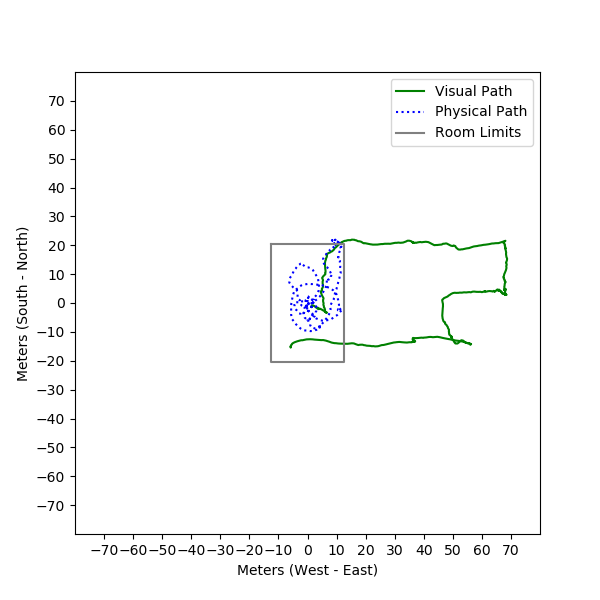 Visual Path
Physical Path
Room Limits
Meters (South - North)
70
60
50
40
30
20
10
0
−10
−20
−30
−40
−50
−60
−70
−70 −60 −50 −40 −30 −20 −10 0 10 20 30 40 50 60 70
Meters (West - East)